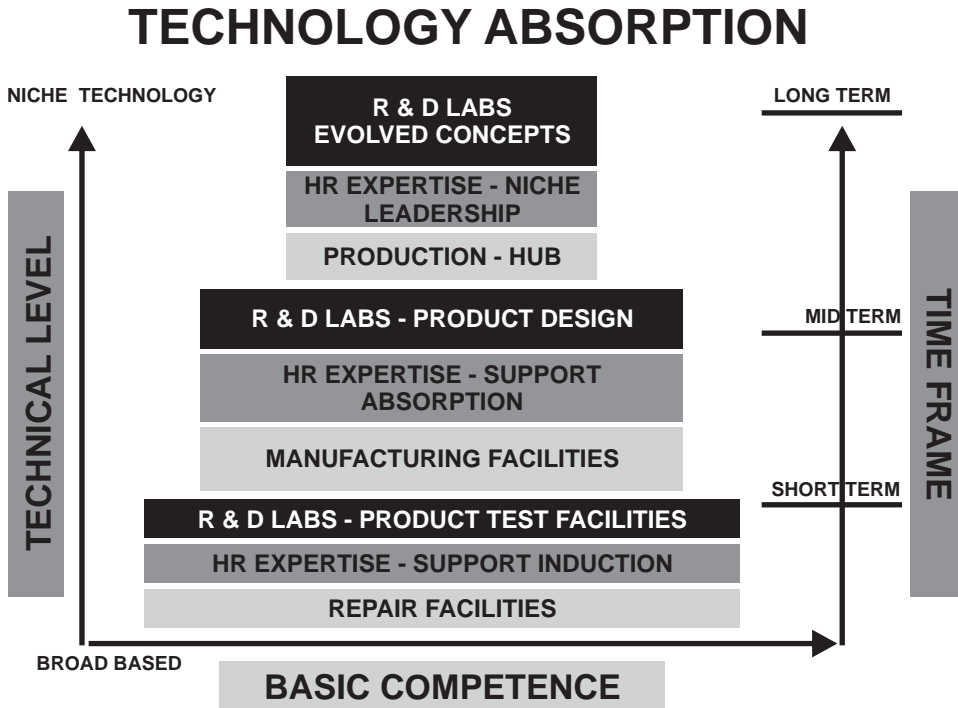 TECHNOLOGY ABSORPTION
NICHE TECHNOLOGY
LONG TERM
R & D LABS
EVOLVED CONCEPTS
HR EXPERTISE - NICHE
LEADERSHIP
PRODUCTION - HUB
TECHNICAL LEVEL
TIME FRAME
R & D LABS - PRODUCT DESIGN
MID TERM
HR EXPERTISE - SUPPORT
ABSORPTION
MANUFACTURING FACILITIES
SHORT TERM
R & D LABS - PRODUCT TEST FACILITIES
HR EXPERTISE - SUPPORT INDUCTION
REPAIR FACILITIES
BROAD BASED
BASIC COMPETENCE